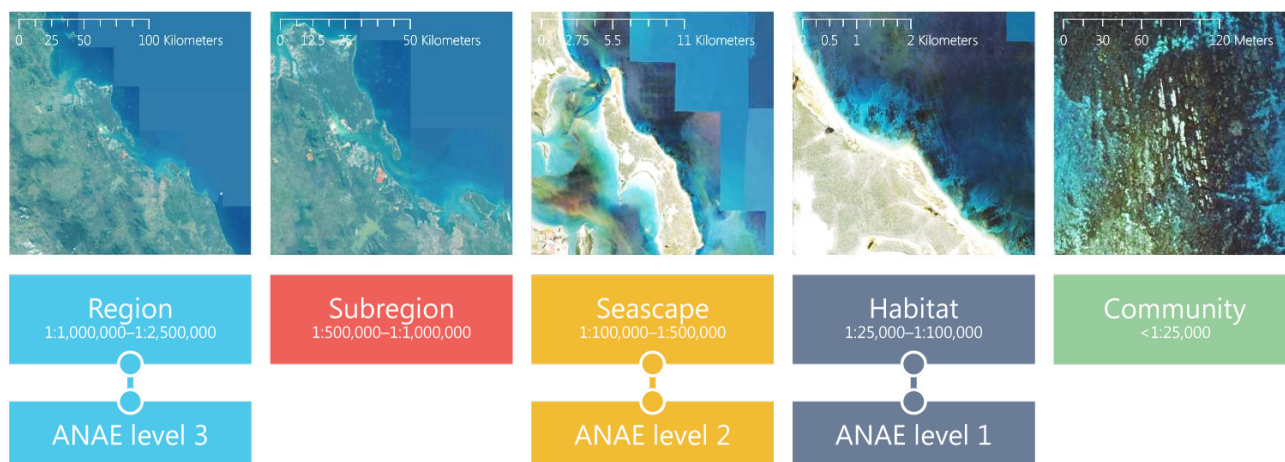 0 25 50 100 Kilometers
0 12.5 25 50 Kilometers
0 2.75 5.5 11 Kilometers
0 0.5 1 2 Kilometers
0 30 60 120 Meters
Region
1:1,000,000–1:2,500,000
Subregion
1:500,000–1:1,000,000
Seascape
1:100,000–1:500,000
Habitat
1:25,000–1:100,000
Community
<1:25,000
ANAE level 3
ANAE level 2
ANAE level 1